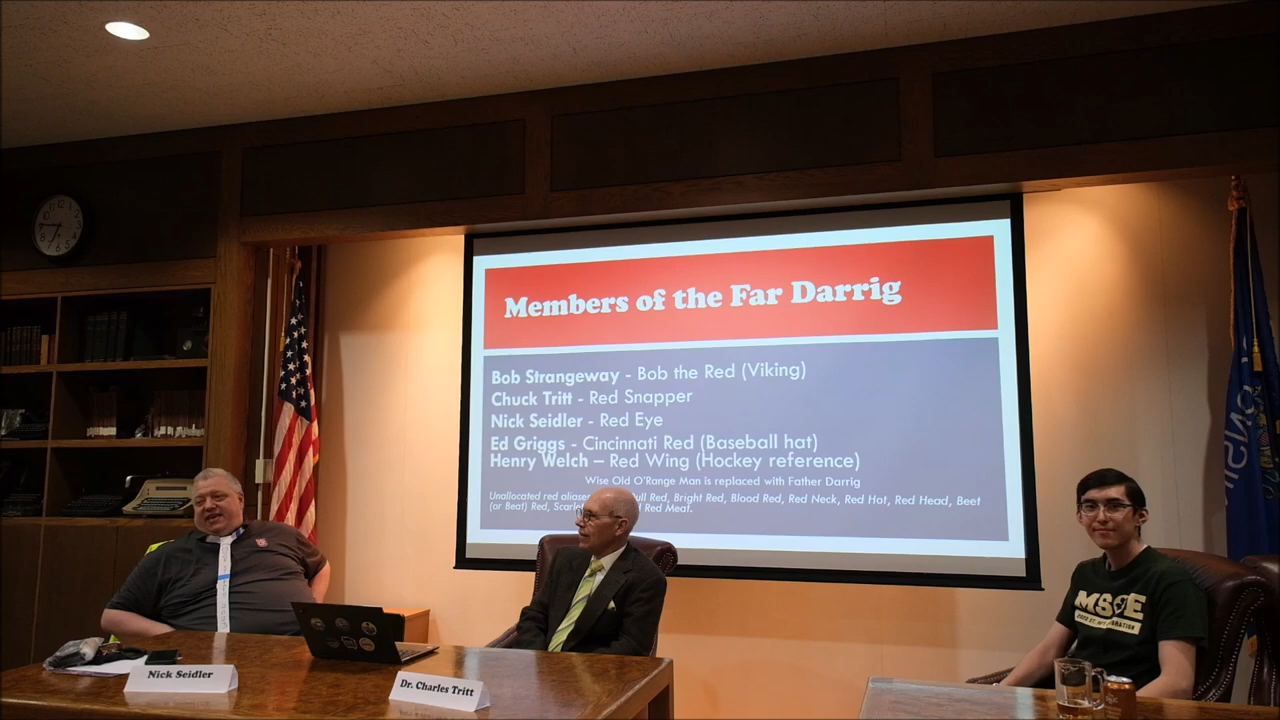 Members of the Far Darrig
Bob Strangeway - Bob the Red (Viking)
Chuck Tritt - Red Snapper
Nick Seidler - Red Eye
Ed Griggs - Cincinnati Red (Baseball hat)
Henry Welch – Red Wing (Hockey reference)
Wise Old O'Range Man is replaced with Father Darrig
Unallocated red aliases Red, Bright Red, Blood Red, Red Neck, Red Hot, Red Head, Beef
(or Beat) Red, Red Meat.
Nick Seidler
Dr. Charles Tritt
MSOE